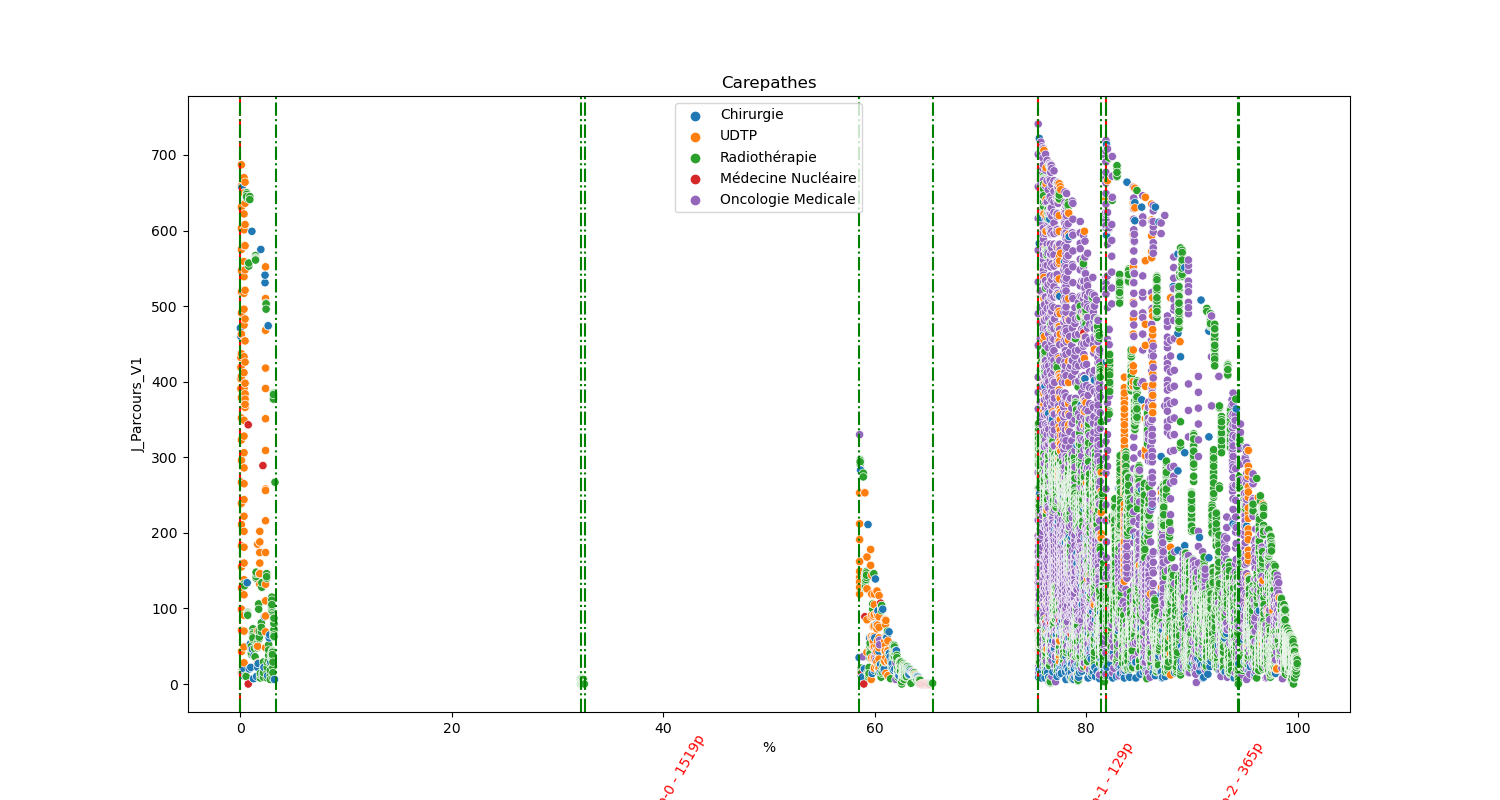 Carepathes
Chirurgie
UDTP
Radiothérapie
Médecine Nucléaire
Oncologie Medicale
J_Parcours_V1
700
600
500
400
300
200
100
0
0
20
40
60
80
100
%
-0 - 1519p
-1 - 129p
-2 - 365p